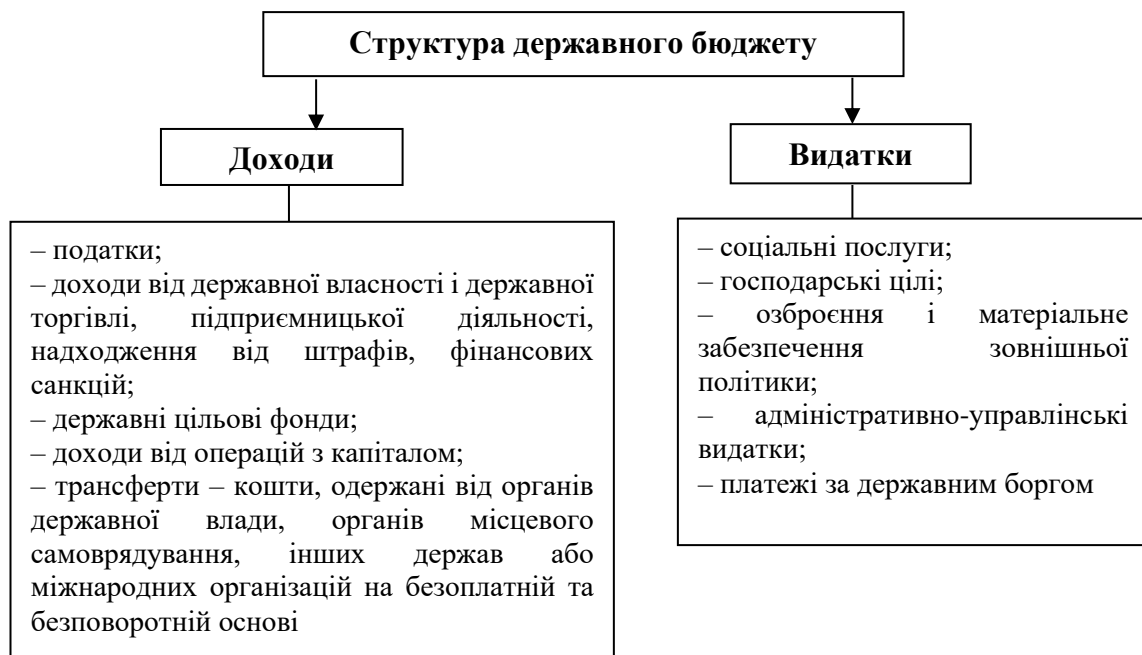 Структура державного бюджету
Доходи
– податки;
– доходи від державної власності і державної
торгівлі, підприємницької діяльності,
надходження від штрафів, фінансових
санкцій;
– державні цільові фонди;
– доходи від операцій з капіталом;
– трансферти – кошти, одержані від органів
державної влади, органів місцевого
самоврядування, інших держав або
міжнародних організацій на безоплатній та
безповоротній основі
Видатки
– соціальні послуги;
– господарські цілі;
– озброєння і матеріальне
забезпечення зовнішньої
політики;
– адміністративно-управлінські
видатки;
– платежі за державним боргом